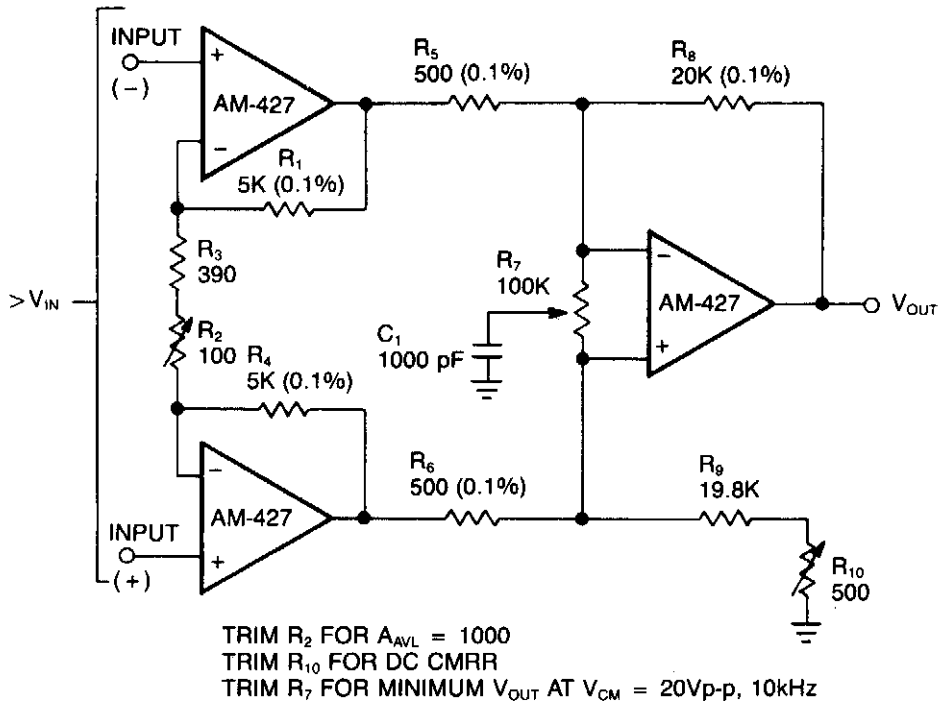 INPUT
(−)
+
AM-427
−
R5
500 (0.1%)
R8
20K (0.1%)
R1
5K (0.1%)
R3
390
>VIN
R2
100
R4
5K (0.1%)
C1
1000 pF
R7
100K
−
AM-427
+
VOUT
−
AM-427
+
INPUT
(+)
R6
500 (0.1%)
R9
19.8K
R10
500
TRIM R2 FOR AAVL = 1000
TRIM R10 FOR DC CMRR
TRIM R7 FOR MINIMUM VOUT AT VCM = 20Vp-p, 10kHz